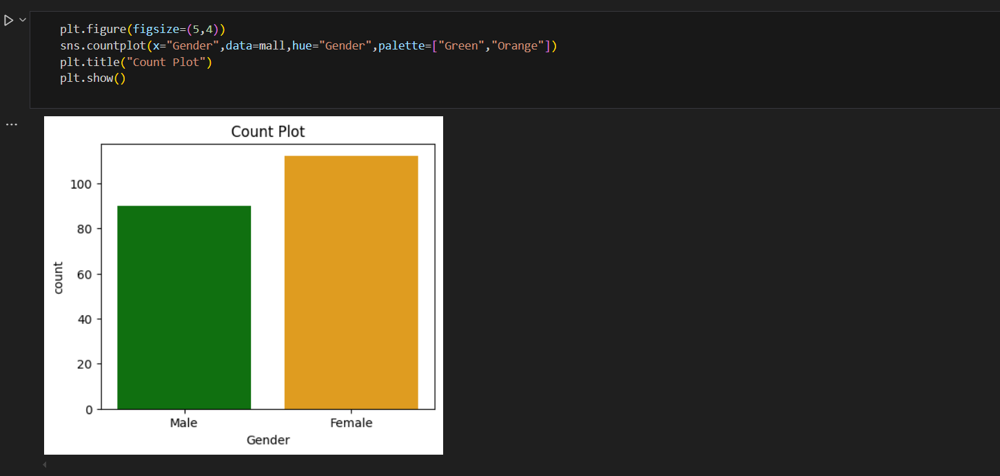 plt.figure(figsize=(5,4))
sns.countplot(x="Gender",data=mall,hue="Gender",palette=["Green","Orange"])
plt.title("Count Plot")
plt.show()
...
Count Plot
100
80
60
40
20
0
count
Male Female
Gender